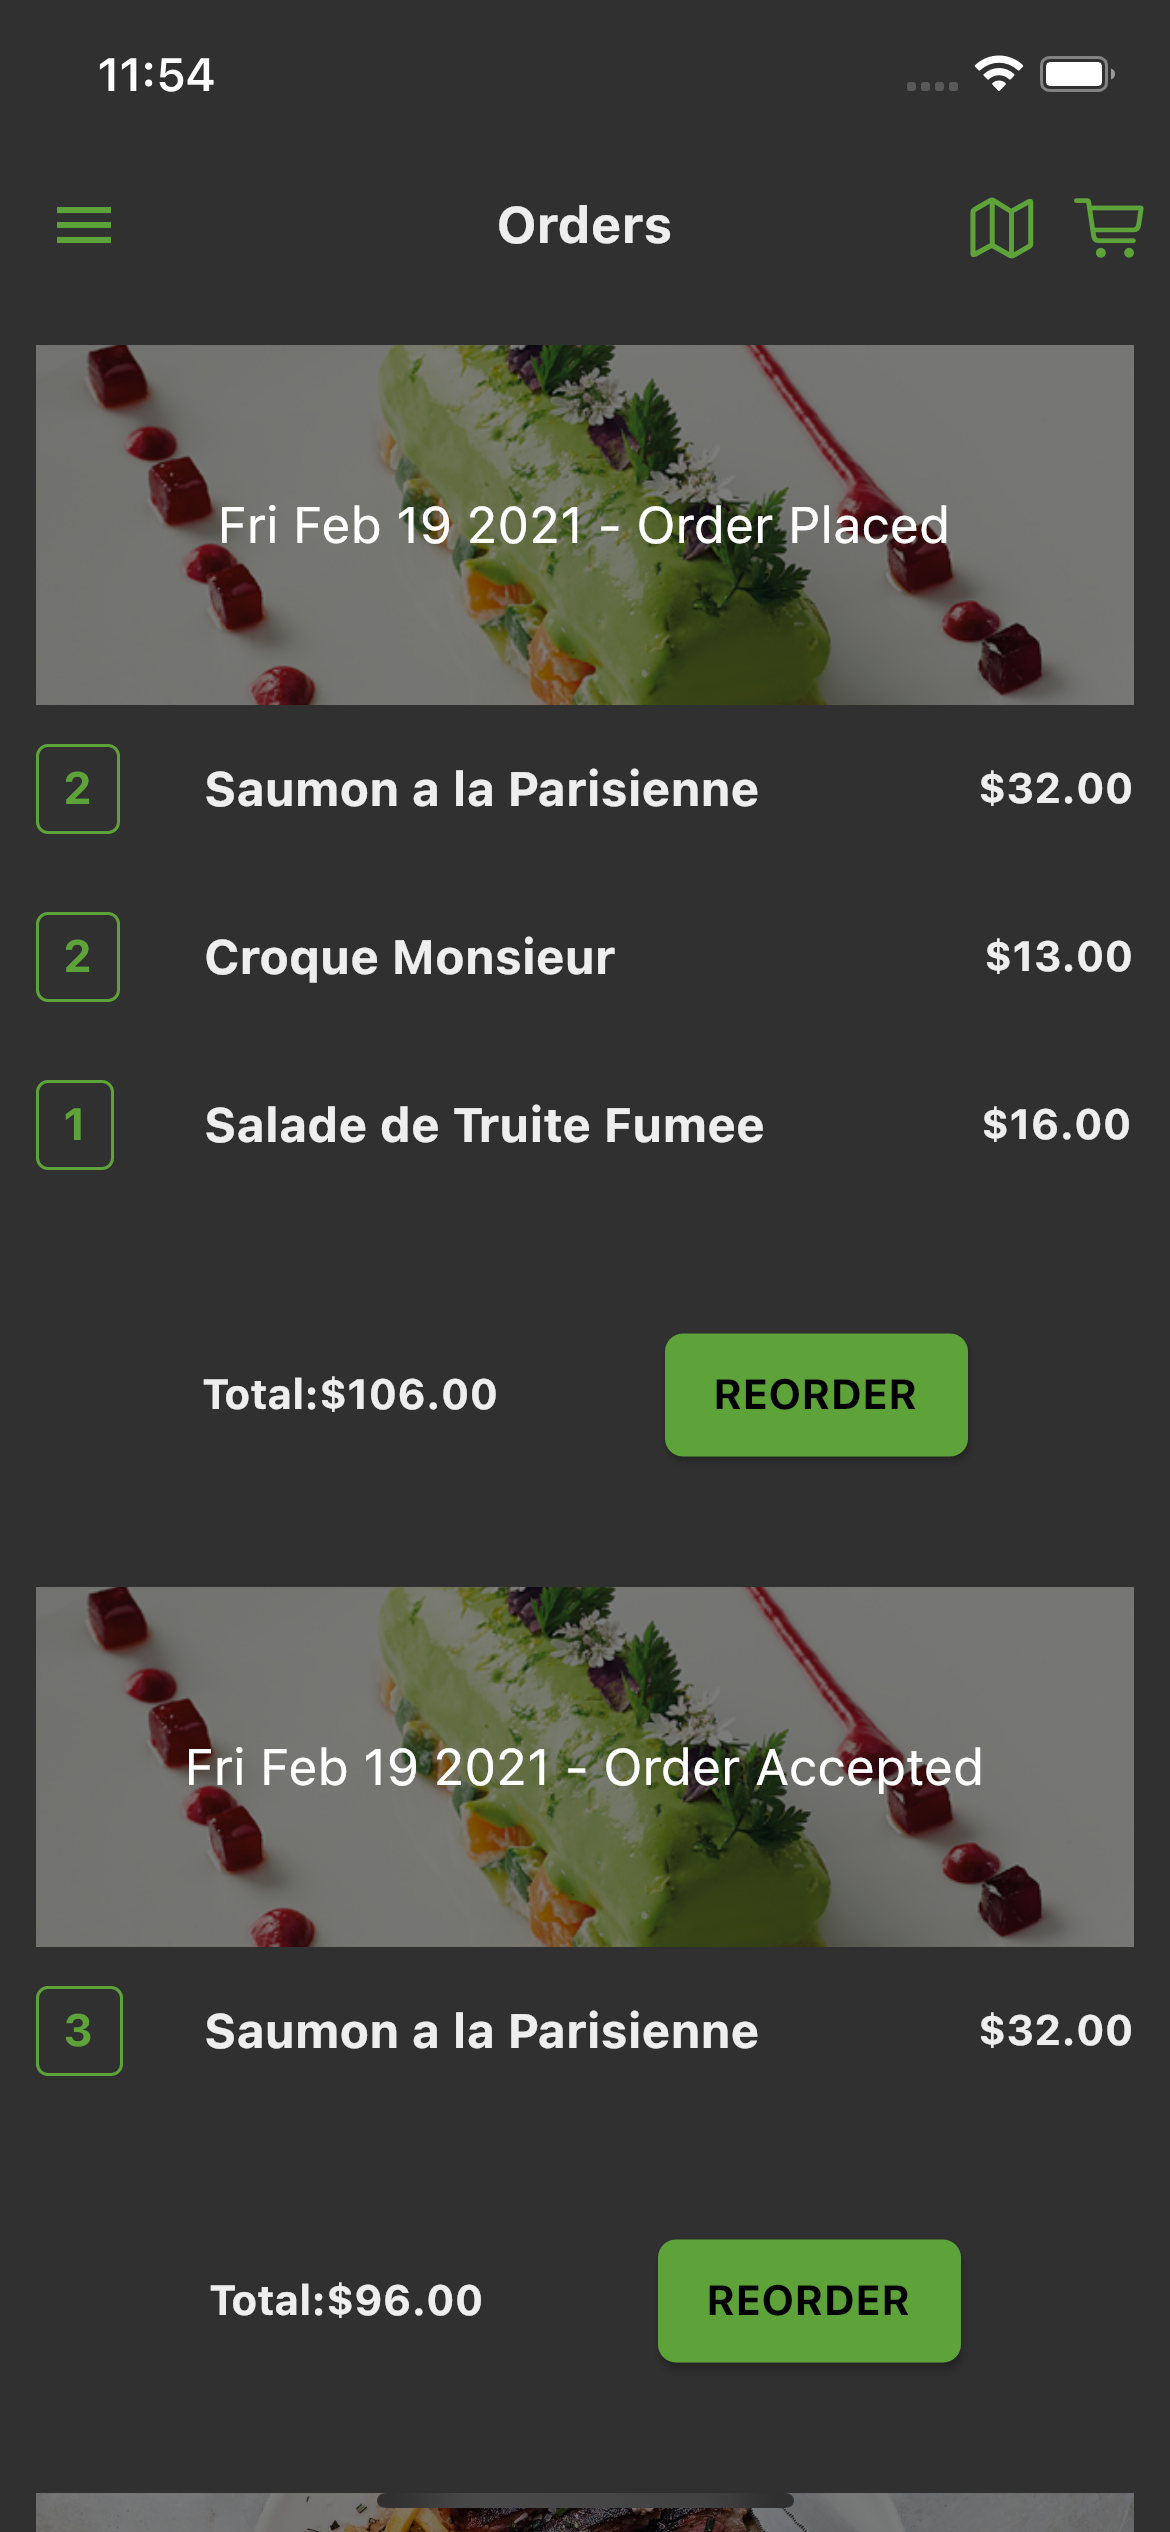 11:54
Orders
Fri Feb 19 2021 - Order Placed
2 Saumon a la Parisienne $32.00
2 Croque Monsieur $13.00
1 Salade de Truite Fumee $16.00
Total:$106.00 REORDER
Fri Feb 19 2021 - Order Accepted
3 Saumon a la Parisienne $32.00
Total:$96.00 REORDER